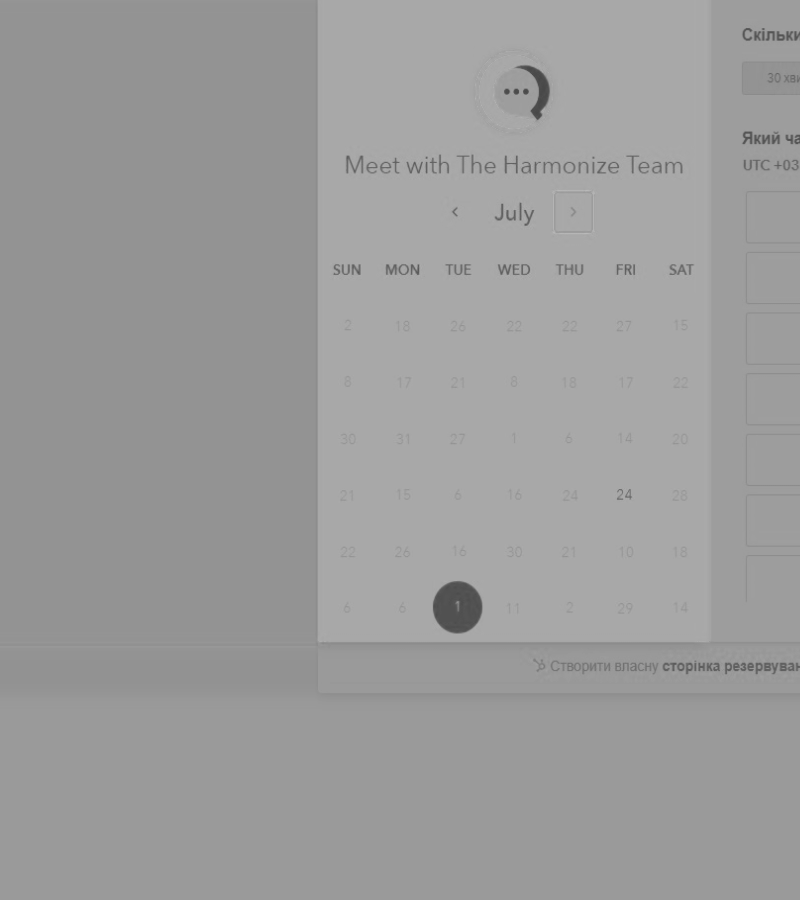 Meet with The Harmonize Team
July
SUN MON TUE WED THU FRI SAT
2 18 26 22 22 27 15
8 17 21 8 18 17 22
30 31 27 1 6 14 20
21 15 6 16 24 24 28
22 26 16 30 21 10 18
6 6 1 11 2 29 14
Скільки
30 хви
Який ча
UTC +03
Створити власну сторінка резервуван